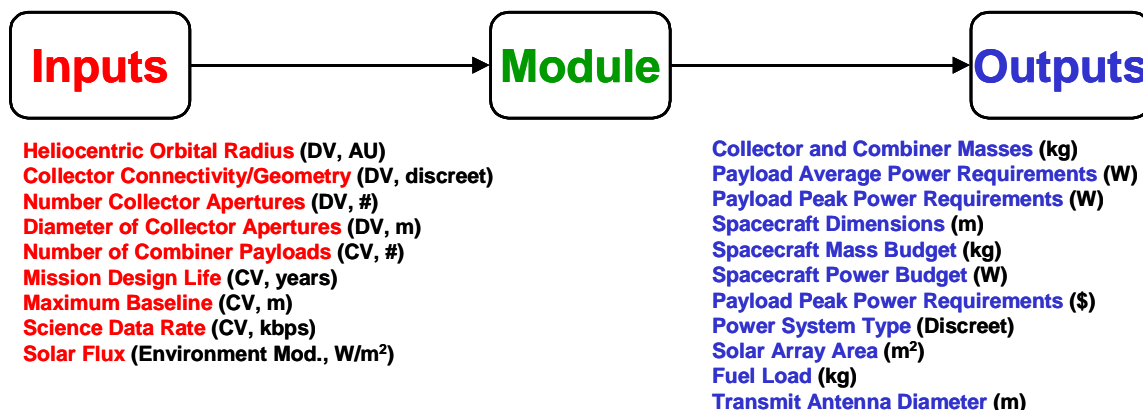 Inputs
Module
Outputs
Heliocentric Orbital Radius (DV, AU)
Collector Connectivity/Geometry (DV, discreet)
Number Collector Apertures (DV, #)
Diameter of Collector Apertures (DV, m)
Number of Combiner Payloads (CV, #)
Mission Design Life (CV, years)
Maximum Baseline (CV, m)
Science Data Rate (CV, kbps)
Solar Flux (Environment Mod., W/m²)
Collector and Combiner Masses (kg)
Payload Average Power Requirements (W)
Payload Peak Power Requirements (W)
Spacecraft Dimensions (m)
Spacecraft Mass Budget (kg)
Spacecraft Power Budget (W)
Payload Peak Power Requirements ($)
Power System Type (Discreet)
Solar Array Area (m²)
Fuel Load (kg)
Transmit Antenna Diameter (m)